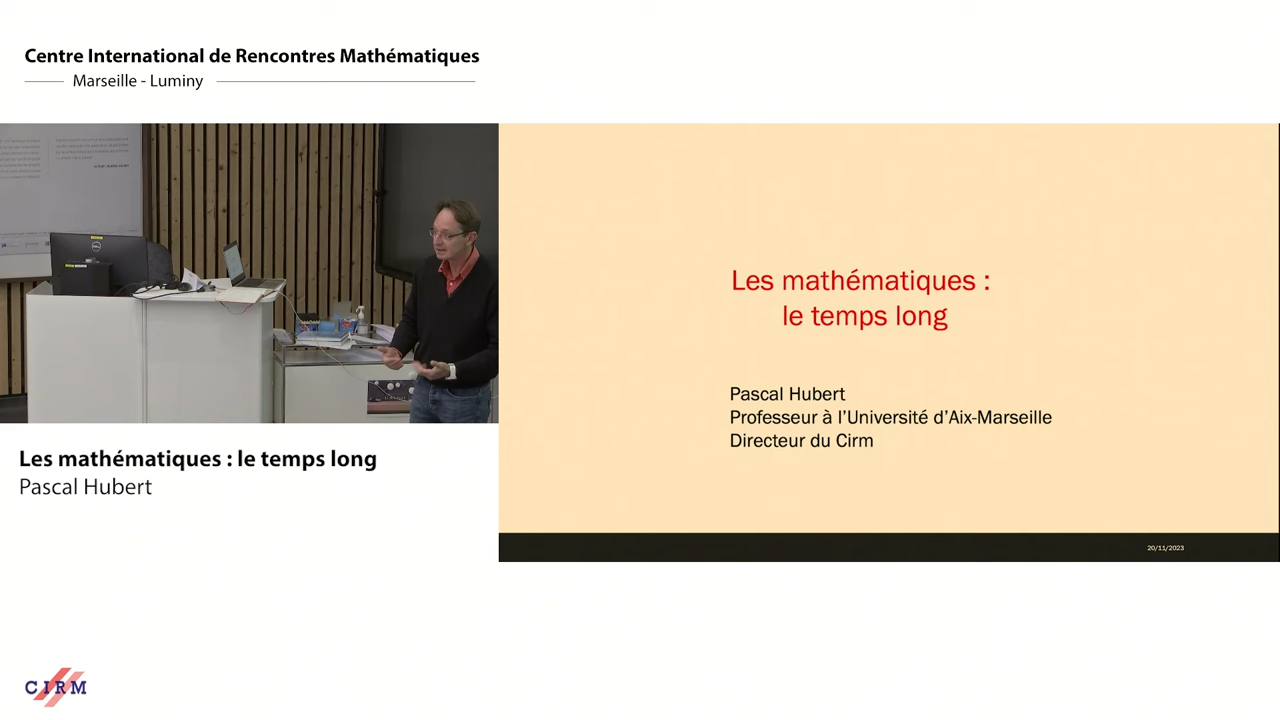 Centre International de Rencontres Mathématiques
Marseille - Luminy
Les mathématiques : le temps long
Pascal Hubert
Les mathématiques :
le temps long
Pascal Hubert
Professeur à l’Université d’Aix-Marseille
Directeur du Cirm
20/11/2023
CIRM